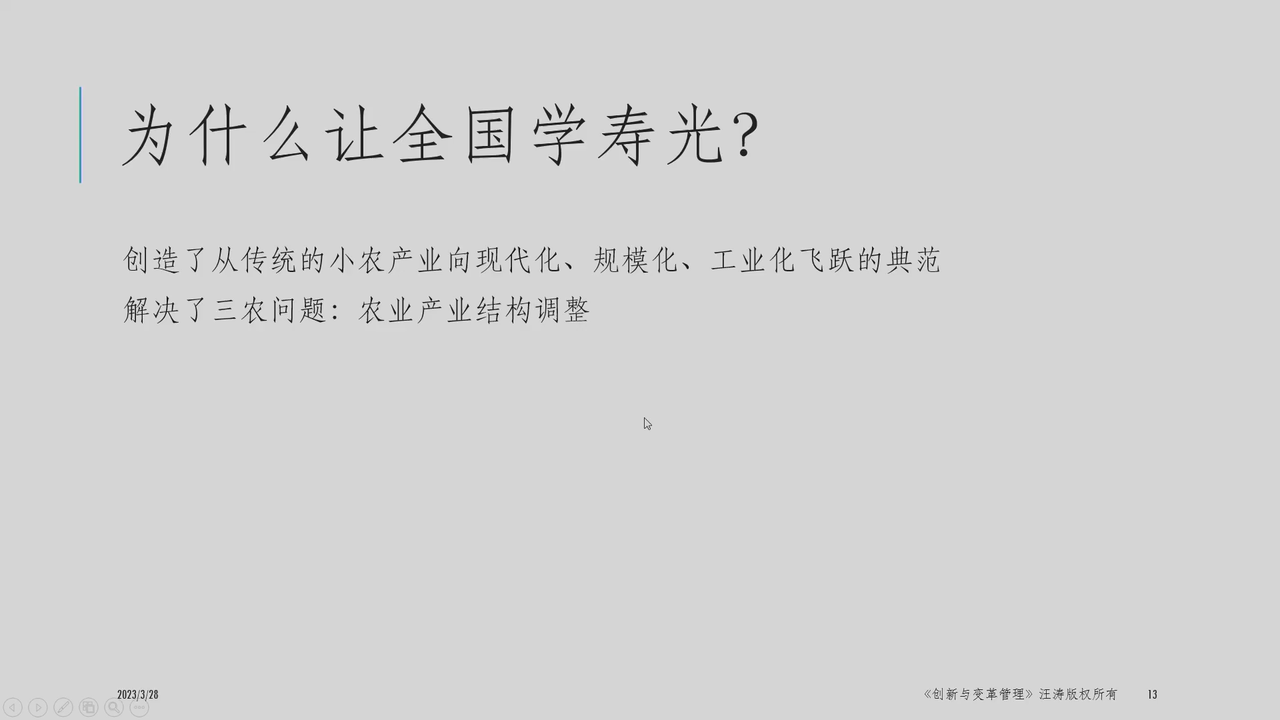 为什么让全国学寿光?
创造了从传统的小农产业向现代化、规模化、工业化飞跃的典范
解决了三农问题：农业产业结构调整
2023/3/28
《创新与变革管理》汪涛版权所有
13